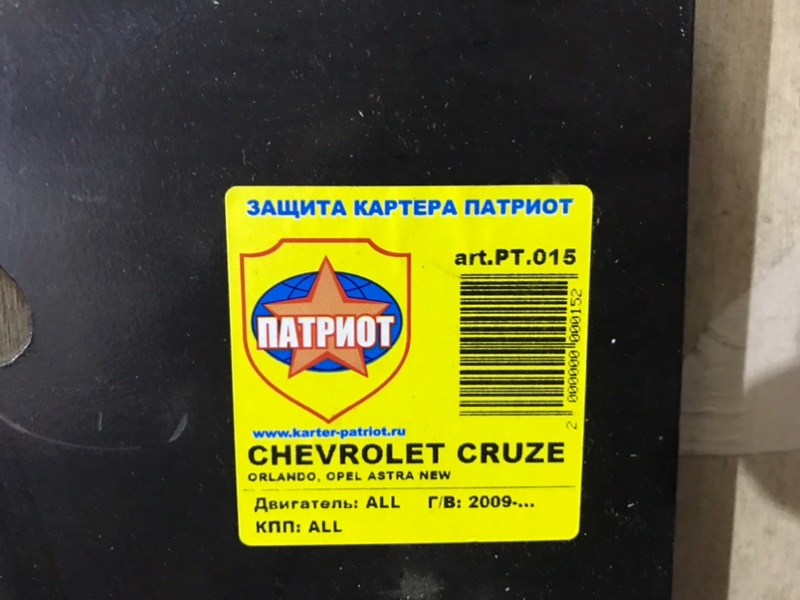 ЗАЩИТА КАРТЕРА ПАТРИОТ
art.PT.015
ПАТРИОТ
2 000000 000152
www.karter-patriot.ru
CHEVROLET CRUZE
ORLANDO, OPEL ASTRA NEW
Двигатель: ALL Г/В: 2009-...
КПП: ALL